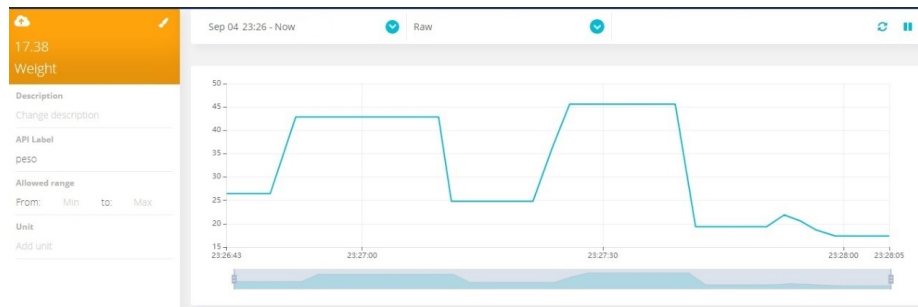 17.38
Weight
Description
Change description
API Label
peso
Allowed range
From: Min to: Max
Unit
Add unit
Sep 04 23:26 - Now
Raw
50
45
40
35
30
25
20
15
23:26:43 23:27:00 23:27:30 23:28:00 23:28:05